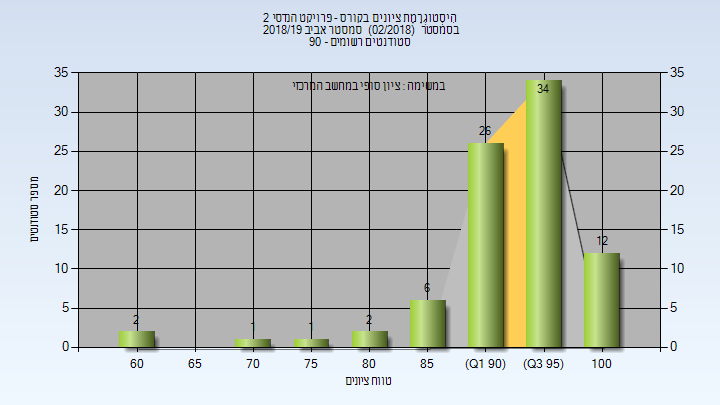 היסטוגרמת ציונים בקורס - פרויקט הנדסי 2
בסמסטר (02/2018) סמסטר אביב 2018/19
סטודנטים רשומים - 90
במשימה : ציון סופי במחשב המרכזי
35 35
30 30
25 25
20 20
15 15
10 10
5 5
0 0
2 1 1 2 6 26 34 12
מספר סטודנטים
60 65 70 75 80 85 (Q1 90) (Q3 95) 100
טווח ציונים